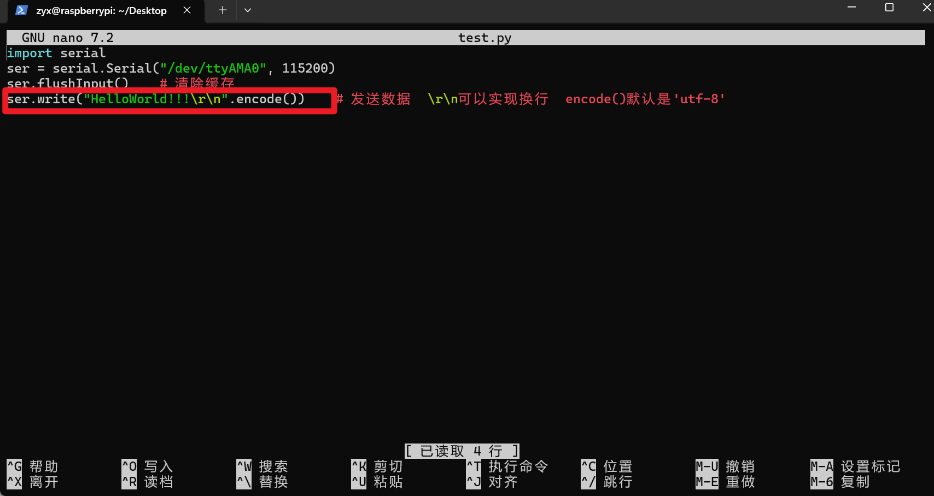 zyx@raspberrypi: ~/Desktop
GNU nano 7.2 test.py
import serial
ser = serial.Serial("/dev/ttyAMA0", 115200)
ser.flushInput() # 清除缓存
ser.write("HelloWorld!!!\r\n".encode()) # 发送数据 \r\n可以实现换行 encode()默认是'utf-8'
[ 已读取 4 行 ]
^G 帮助 ^O 写入 ^W 搜索 ^K 剪切 ^T 执行命令 ^C 位置 M-U 撤销 M-A 设置标记
^X 离开 ^R 读档 ^\ 替换 ^U 粘贴 ^J 对齐 ^/ 跳行 M-E 重做 M-6 复制